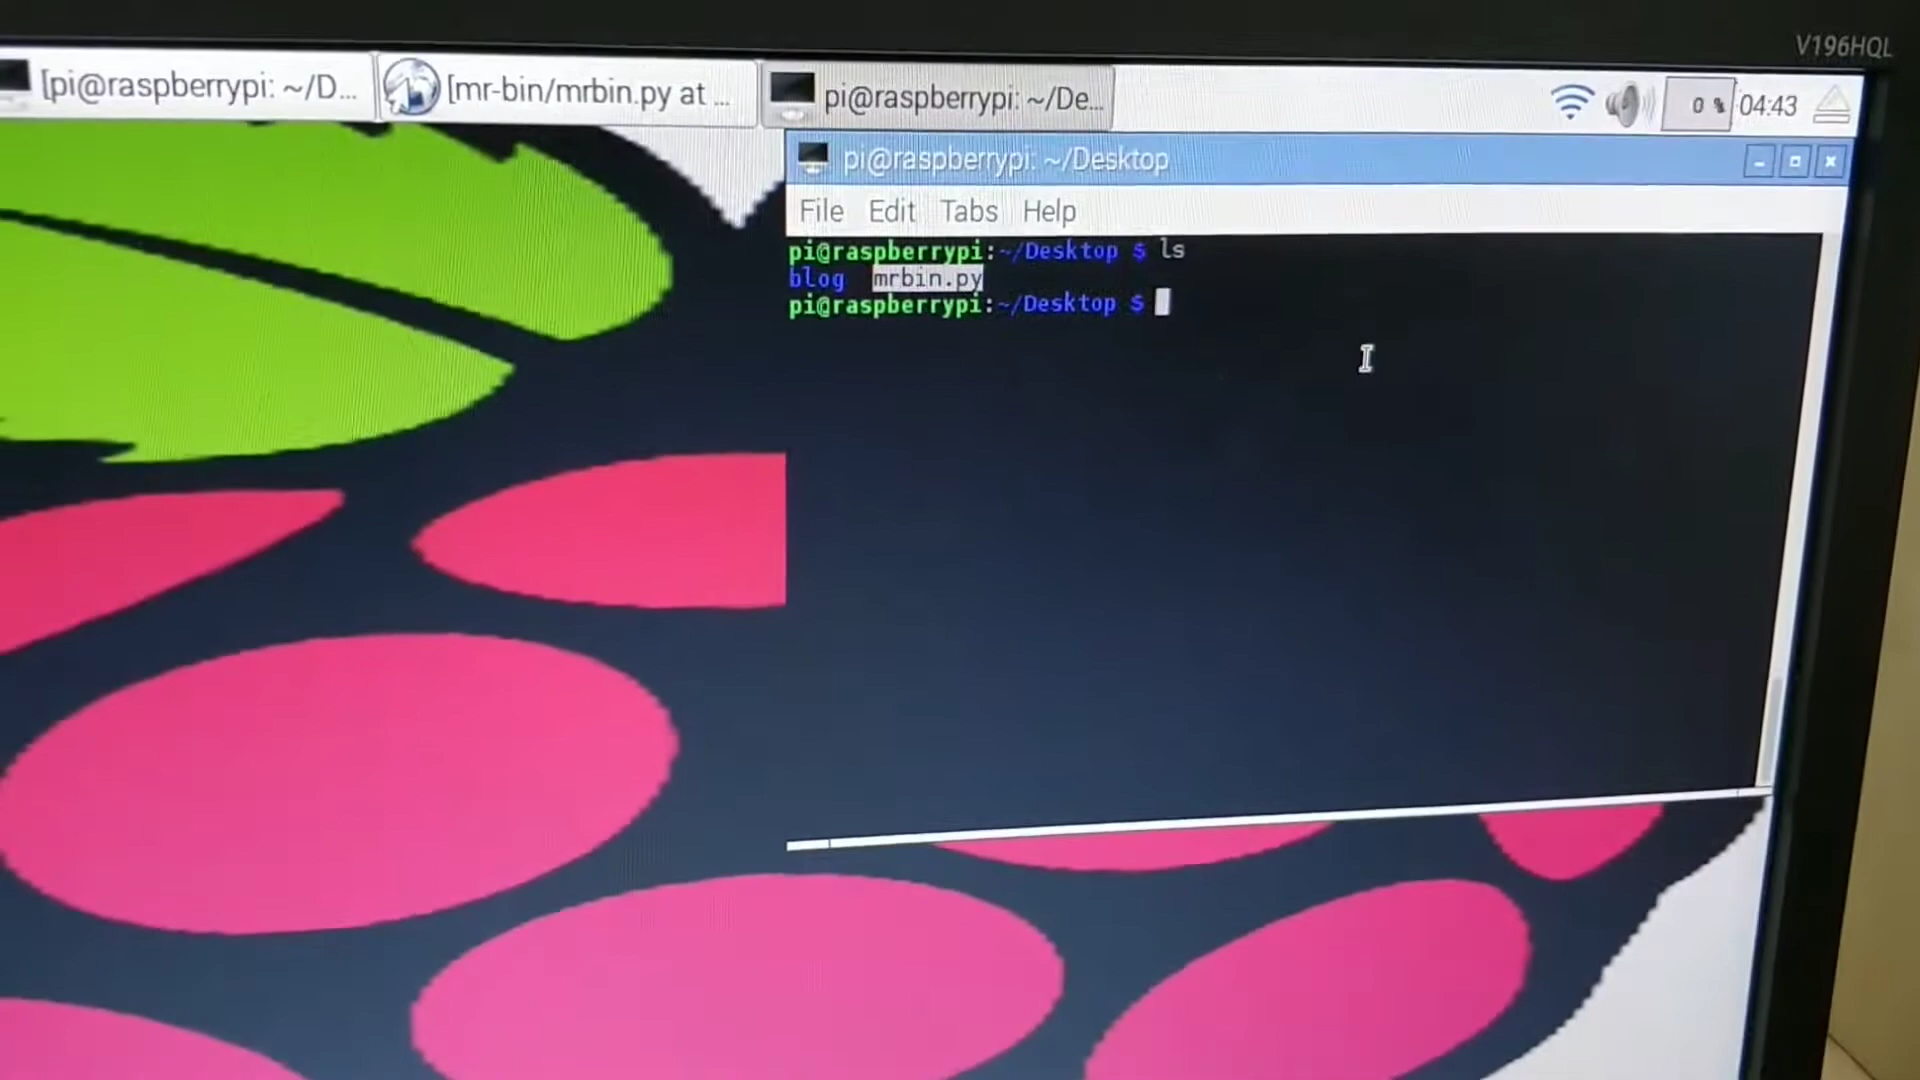 V196HQL
[pi@raspberrypi: ~/D...
[mr-bin/mrbin.py at ...
pi@raspberrypi: ~/De...
0 %
04:43
pi@raspberrypi: ~/Desktop
File Edit Tabs Help
pi@raspberrypi:~/Desktop $ ls
blog mrbin.py
pi@raspberrypi:~/Desktop $